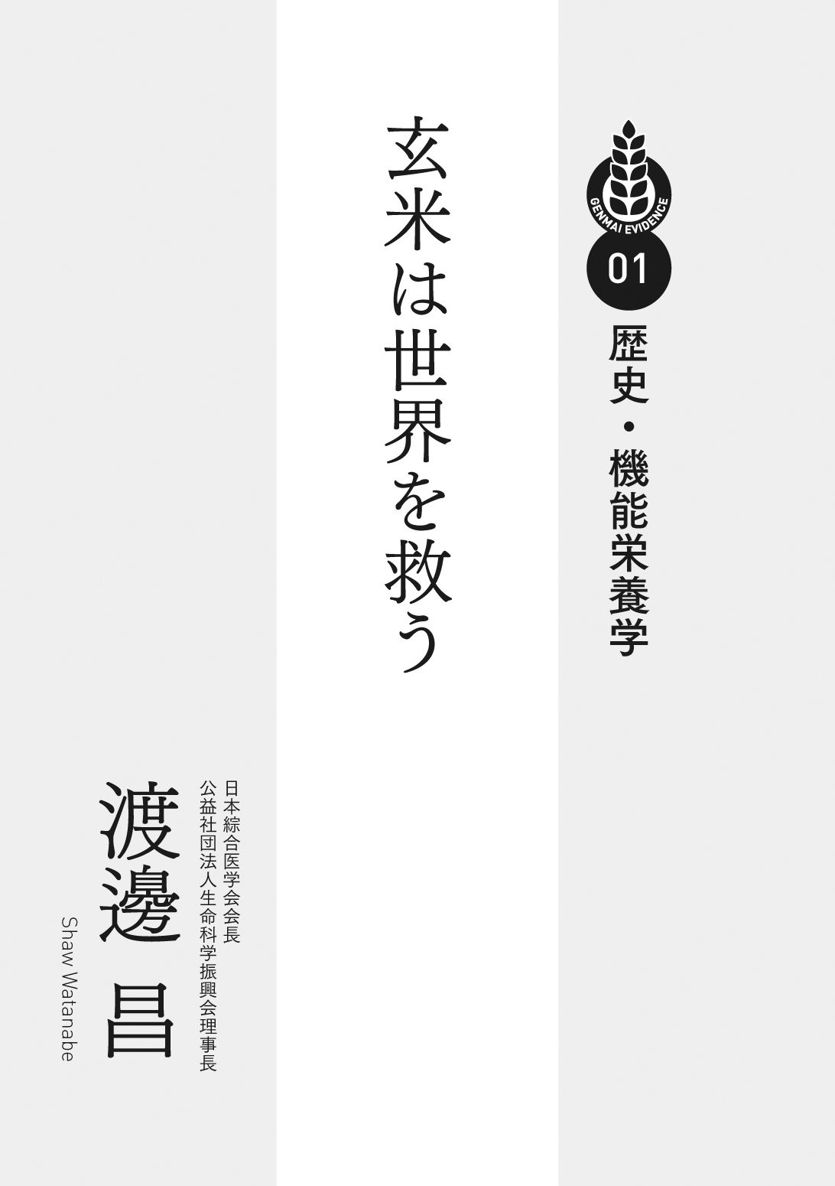 GENMAI EVIDENCE
01
歴史・機能栄養学
玄米は世界を救う
日本綜合医学会会長
公益社団法人生命科学振興会理事長
渡邊 昌
Shaw Watanabe